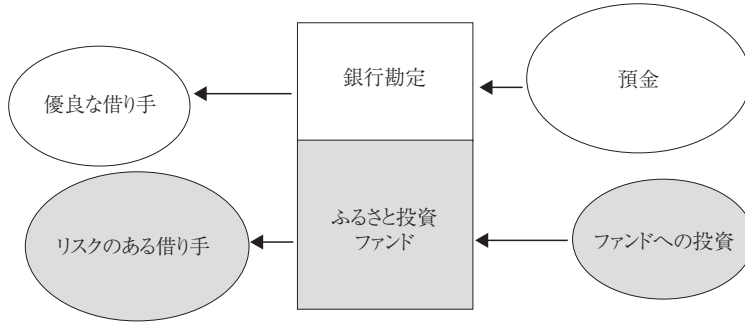 優良な借り手
銀行勘定
預金
リスクのある借り手
ふるさと投資
ファンド
ファンドへの投資